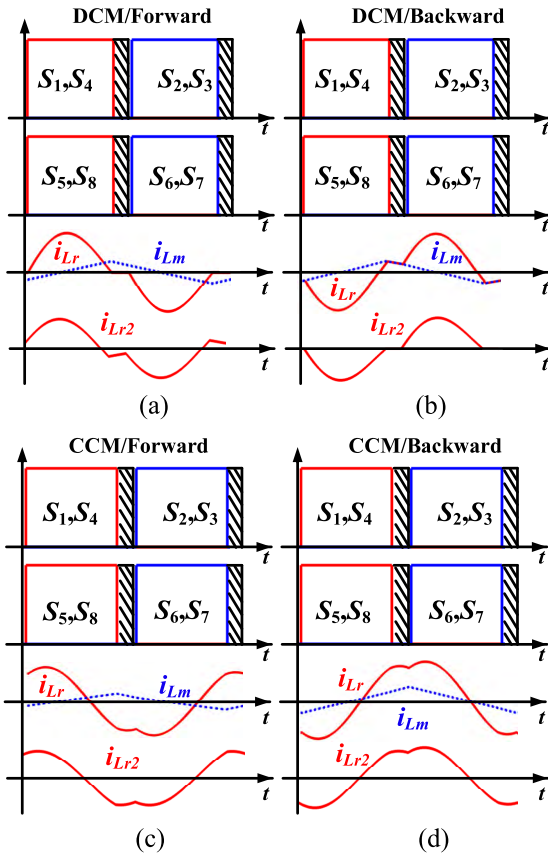 DCM/Forward
S1,S4
S2,S3
t
S5,S8
S6,S7
t
iLr
iLm
t
iLr2
t
(a)
DCM/Backward
S1,S4
S2,S3
t
S5,S8
S6,S7
t
iLm
iLr
t
iLr2
t
(b)
CCM/Forward
S1,S4
S2,S3
t
S5,S8
S6,S7
t
iLr
iLm
t
iLr2
t
(c)
CCM/Backward
S1,S4
S2,S3
t
S5,S8
S6,S7
t
iLr
iLm
t
iLr2
t
(d)